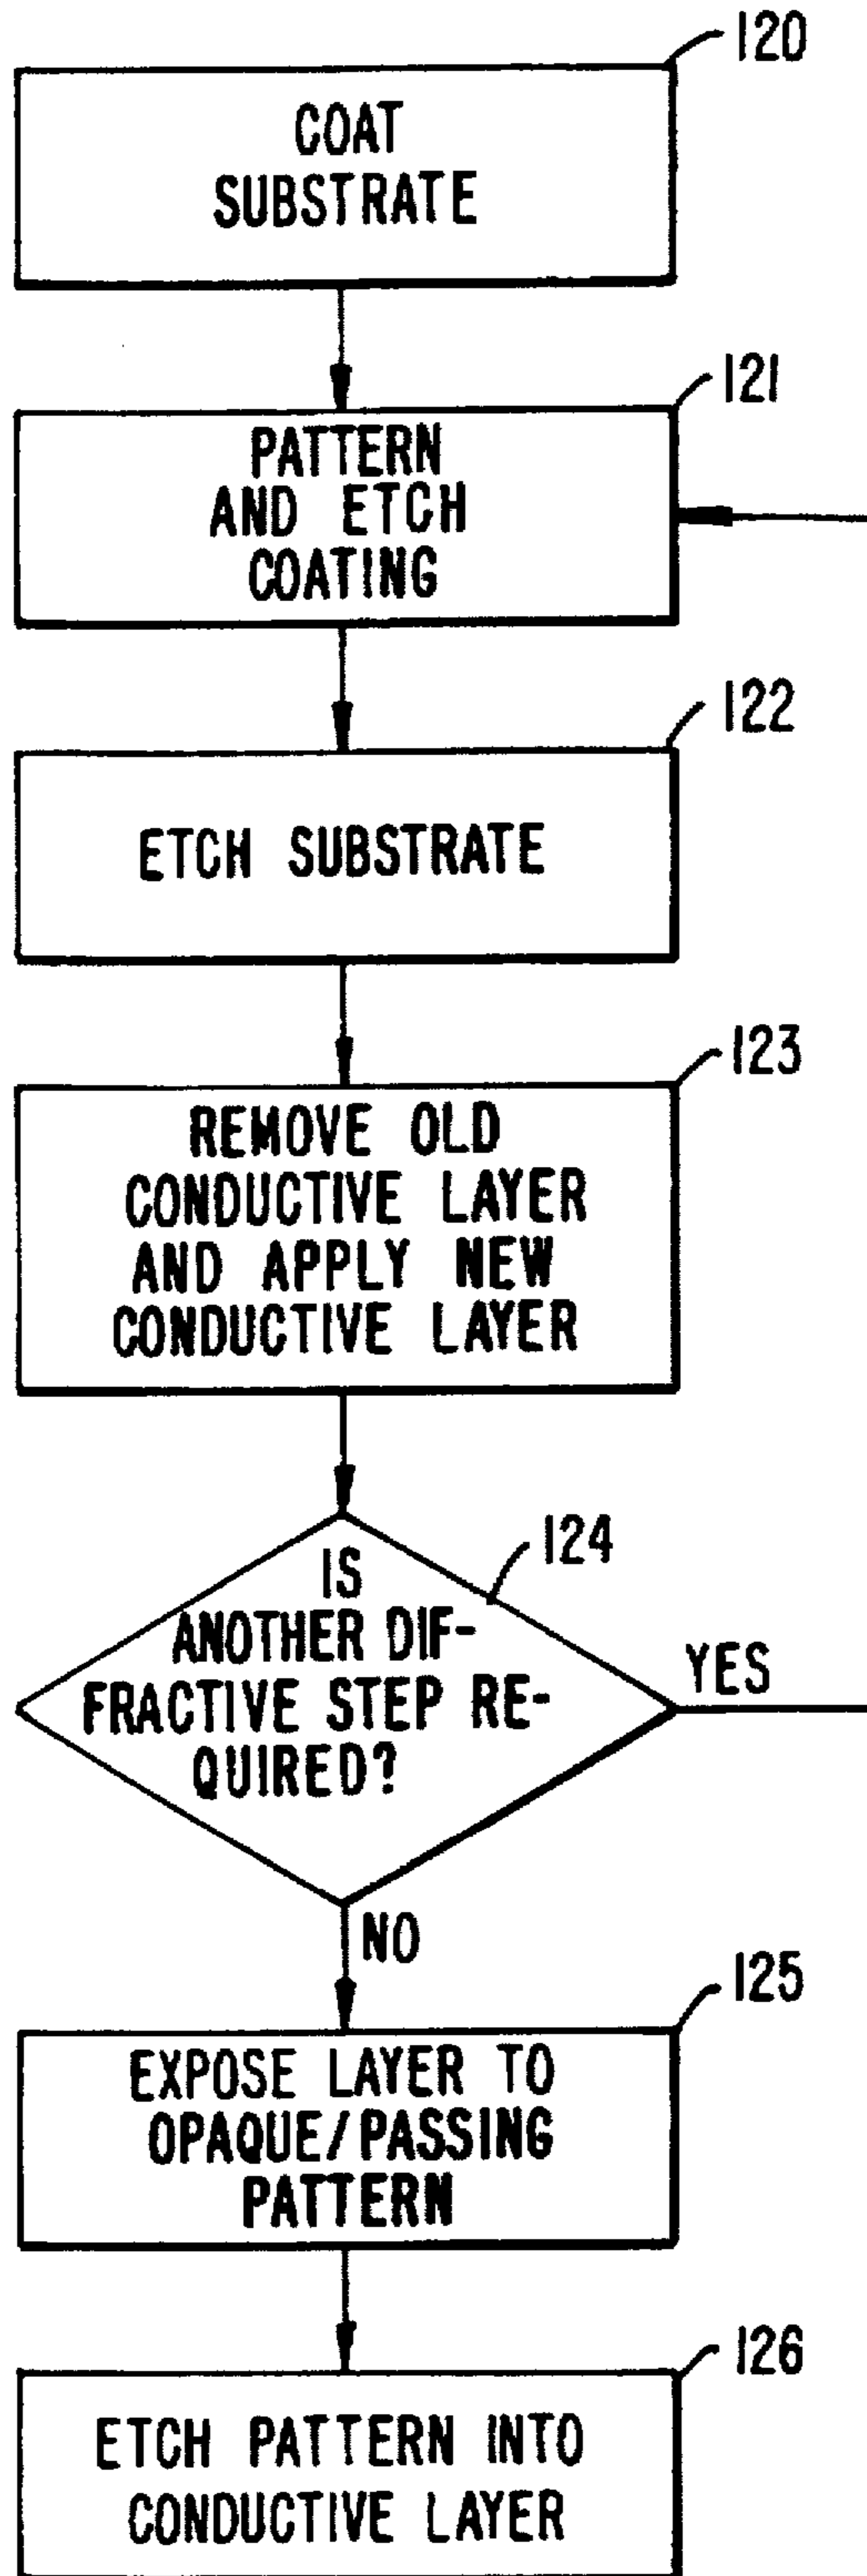 120
COAT
SUBSTRATE
121
PATTERN
AND ETCH
COATING
122
ETCH SUBSTRATE
123
REMOVE OLD
CONDUCTIVE LAYER
AND APPLY NEW
CONDUCTIVE LAYER
124
IS
ANOTHER DIF-
FRACTIVE STEP RE-
QUIRED?
YES
NO
125
EXPOSE LAYER TO
OPAQUE/PASSING
PATTERN
126
ETCH PATTERN INTO
CONDUCTIVE LAYER